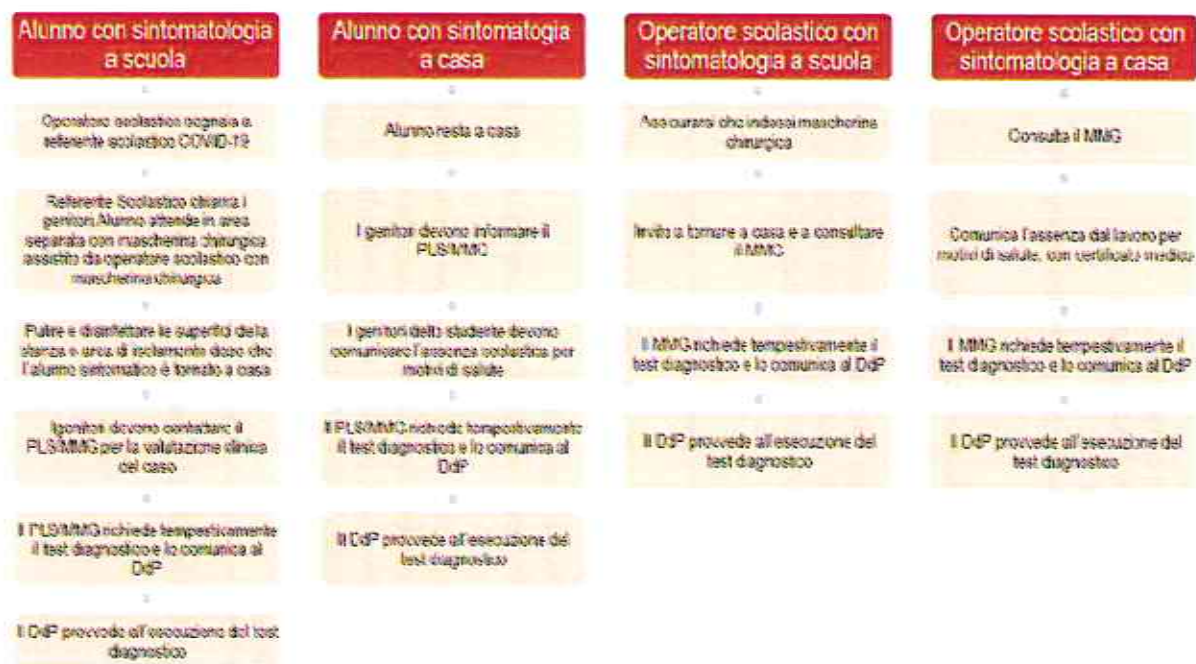 Alunno con sintomatologia
a scuola
Operatore scolastico segnala a
referente scolastico COVID-19
Referente Scolastico chiama i
genitori Alunno attende in area
separata con mascherina chirurgica
assistito da operatore scolastico con
mascherina chirurgica
Pulire e disinfettare le superfici della
stanza e area di isolamento dopo che
l'alunno sintomatico è tornato a casa
I genitori devono contattare il
PLS/MMG per la valutazione clinica
del caso
Il PLS/MMG richiede tempestivamente
il test diagnostico e lo comunica al
DdP
Il DdP provvede all'esecuzione del test
diagnostico
Alunno con sintomatogia
a casa
Alunno resta a casa
I genitori devono informare il
PLS/MMG
I genitori dello studente devono
comunicare l'assenza scolastica per
motivi di salute
Il PLS/MMG richiede tempestivamente
il test diagnostico e lo comunica al
DdP
Il DdP provvede all'esecuzione del
test diagnostico
Operatore scolastico con
sintomatologia a scuola
Assicurarsi che indossi mascherina
chirurgica
Invito a tornare a casa e a consultare
il MMG
Il MMG richiede tempestivamente il
test diagnostico e lo comunica al DdP
Il DdP provvede all'esecuzione del
test diagnostico
Operatore scolastico con
sintomatologia a casa
Consulta il MMG
Comunica l'assenza dal lavoro per
motivi di salute, con certificato medico
Il MMG richiede tempestivamente il
test diagnostico e lo comunica al DdP
Il DdP provvede all'esecuzione del
test diagnostico